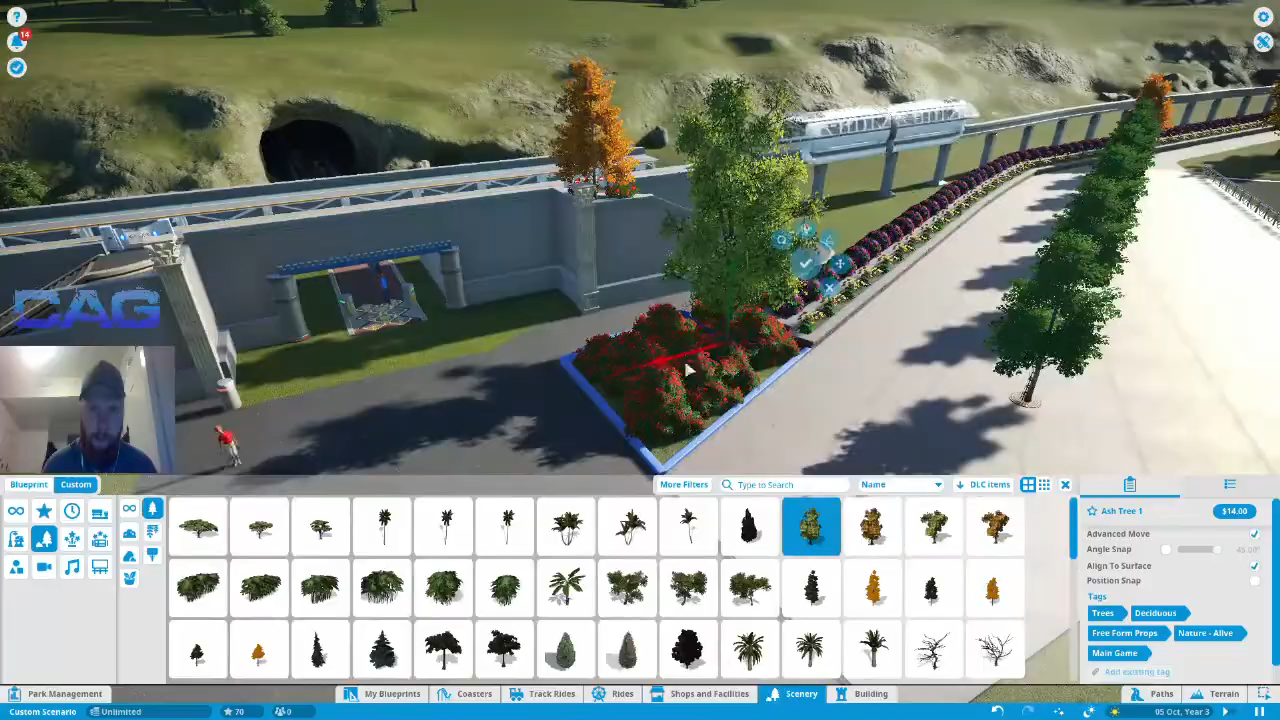 ?
14
CAG
Blueprint
Custom
More Filters
Type to Search
Name
DLC items
Ash Tree 1
$14.00
Advanced Move
Angle Snap
45.00°
Align To Surface
Position Snap
Tags
Trees
Deciduous
Free Form Props
Nature - Alive
Main Game
Add existing tag
Park Management
My Blueprints
Coasters
Track Rides
Rides
Shops and Facilities
Scenery
Building
Paths
Terrain
Custom Scenario
Unlimited
70
0
05 Oct, Year 3